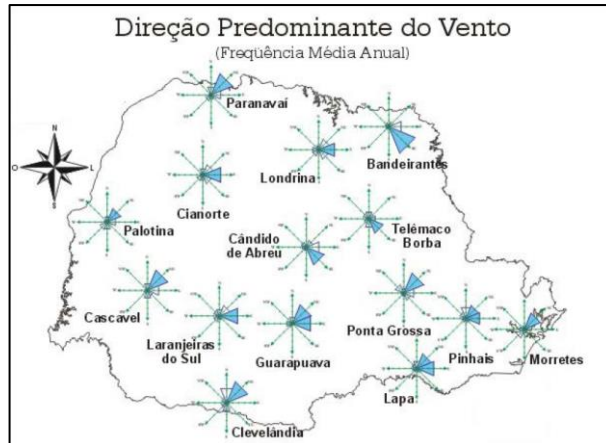 Direção Predominante do Vento
(Freqüência Média Anual)
Paranavaí
N
O
L
S
Londrina
Bandeirantes
Cianorte
Palotina
Cândido
de Abreu
Telêmaco
Borba
Cascavel
Laranjeiras
do Sul
Guarapuava
Ponta Grossa
Pinhais
Morretes
Lapa
Clevelândia